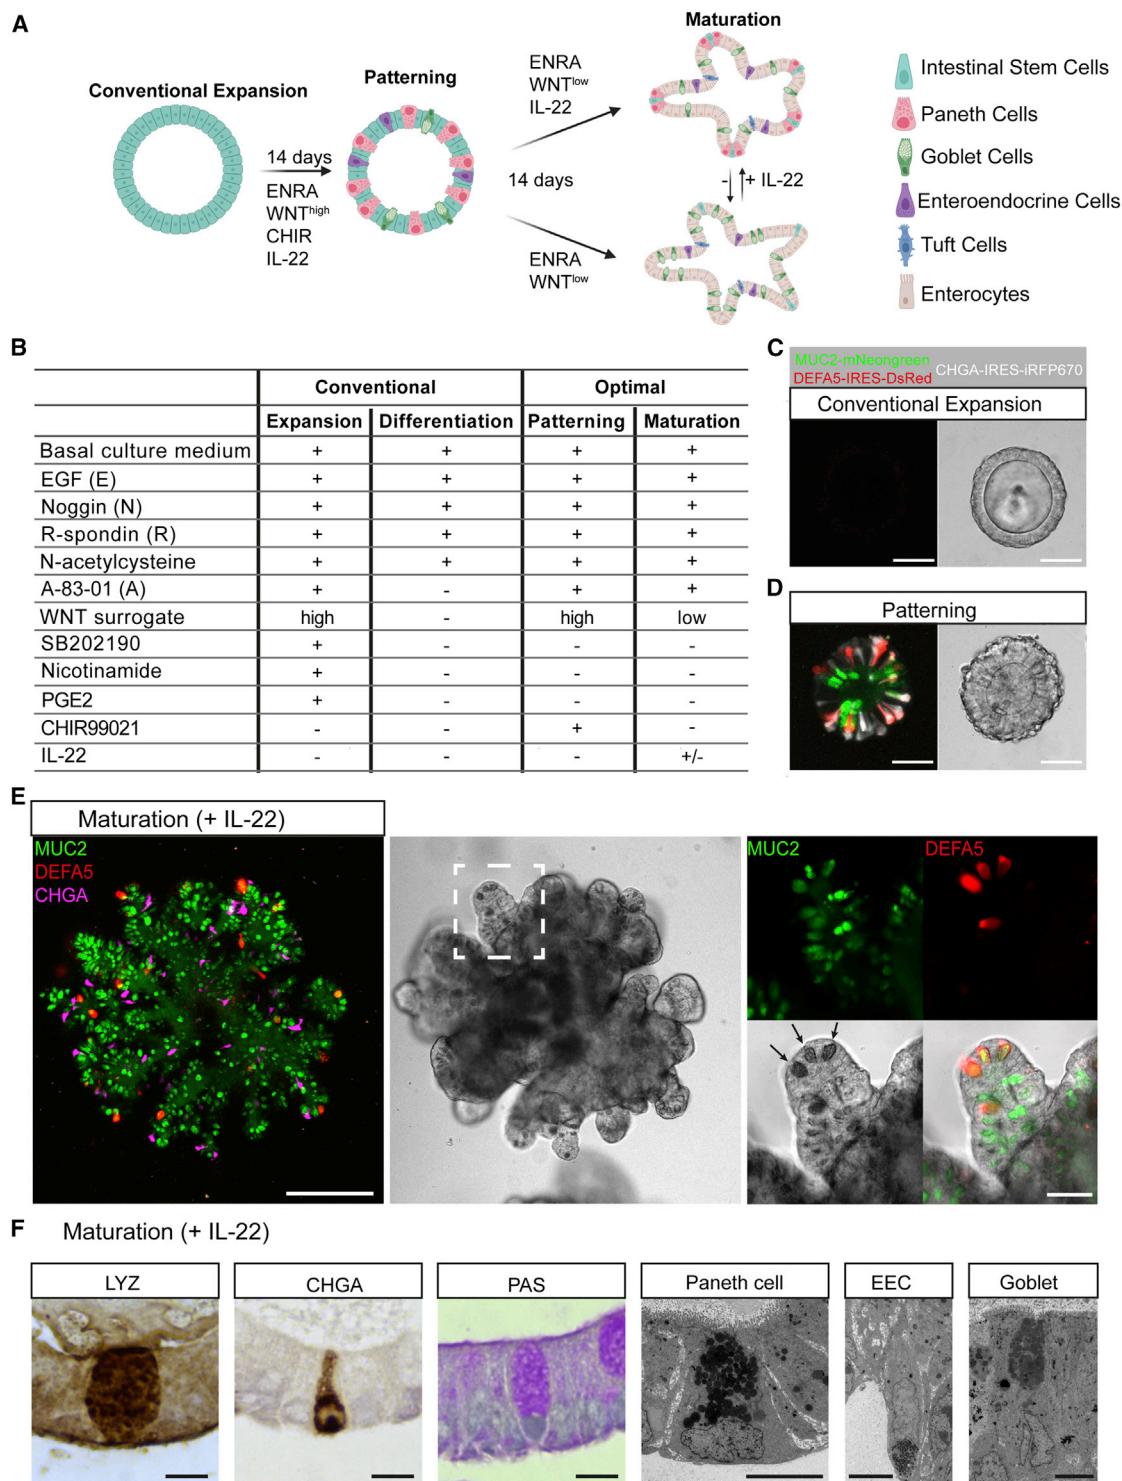 A
Conventional Expansion
14 days
ENRA
WNThigh
CHIR
IL-22
Patterning
ENRA
WNTlow
IL-22
14 days
ENRA
WNTlow
Maturation
- + IL-22
Intestinal Stem Cells
Paneth Cells
Goblet Cells
Enteroendocrine Cells
Tuft Cells
Enterocytes
B
Conventional Optimal
Expansion Differentiation Patterning Maturation
Basal culture medium + + + +
EGF (E) + + + +
Noggin (N) + + + +
R-spondin (R) + + + +
N-acetylcysteine + + + +
A-83-01 (A) + - + +
WNT surrogate high - high low
SB202190 + - - -
Nicotinamide + - - -
PGE2 + - - -
CHIR99021 - - + -
IL-22 - - - +/-
C
MUC2-mNeongreen
DEFA5-IRES-DsRed
CHGA-IRES-iRFP670
Conventional Expansion
D
Patterning
E
Maturation (+ IL-22)
MUC2
DEFA5
CHGA
MUC2
DEFA5
F
Maturation (+ IL-22)
LYZ
CHGA
PAS
Paneth cell
EEC
Goblet